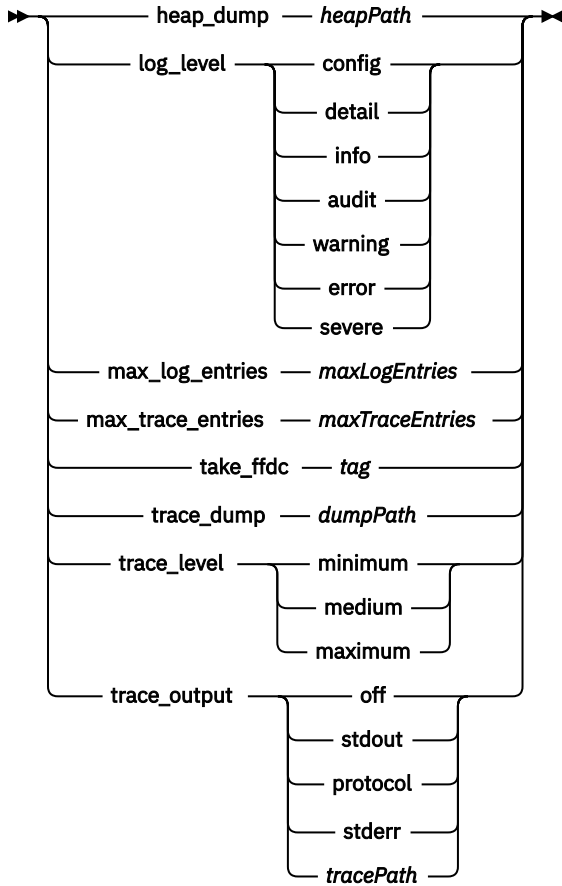 heap_dump heapPath
log_level config
detail
info
audit
warning
error
severe
max_log_entries maxLogEntries
max_trace_entries maxTraceEntries
take_ffdc tag
trace_dump dumpPath
trace_level minimum
medium
maximum
trace_output off
stdout
protocol
stderr
tracePath